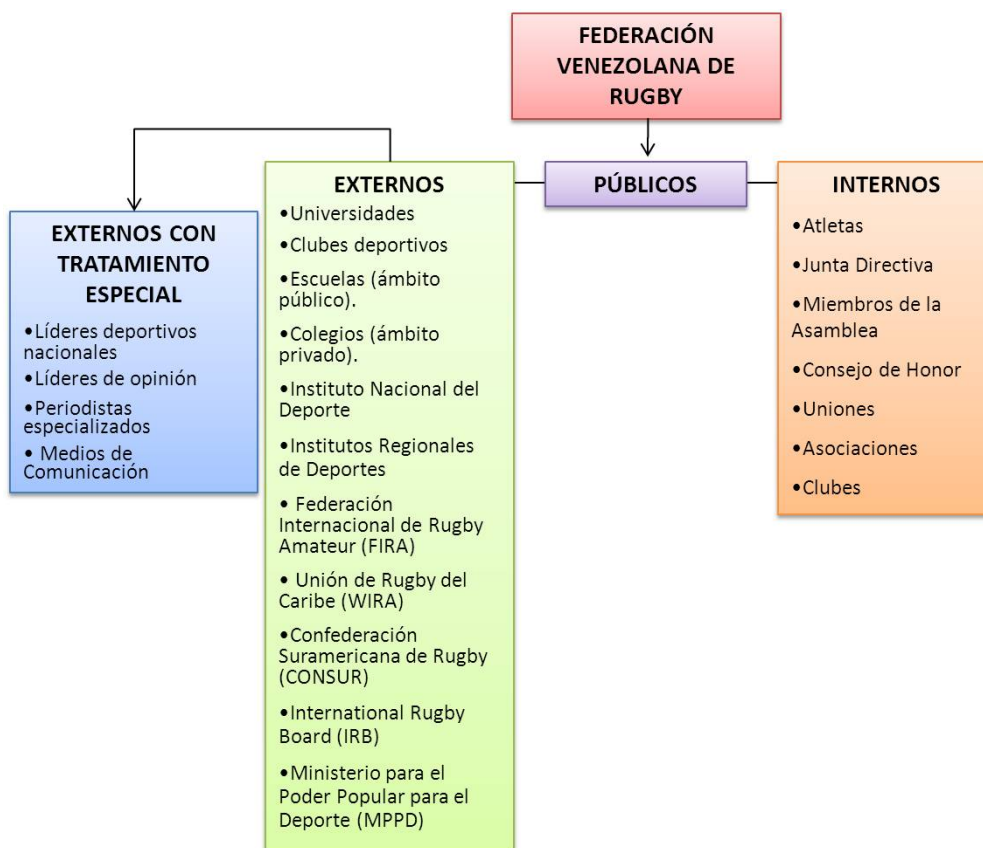 FEDERACIÓN
VENEZOLANA DE
RUGBY
PÚBLICOS
EXTERNOS CON
TRATAMIENTO
ESPECIAL
•Líderes deportivos
nacionales
•Líderes de opinión
•Periodistas
especializados
• Medios de
Comunicación
EXTERNOS
•Universidades
•Clubes deportivos
•Escuelas (ámbito
público).
•Colegios (ámbito
privado).
•Instituto Nacional del
Deporte
•Institutos Regionales
de Deportes
• Federación
Internacional de Rugby
Amateur (FIRA)
• Unión de Rugby del
Caribe (WIRA)
•Confederación
Suramericana de Rugby
(CONSUR)
•International Rugby
Board (IRB)
•Ministerio para el
Poder Popular para el
Deporte (MPPD)
INTERNOS
•Atletas
•Junta Directiva
•Miembros de la
Asamblea
•Consejo de Honor
•Uniones
•Asociaciones
•Clubes